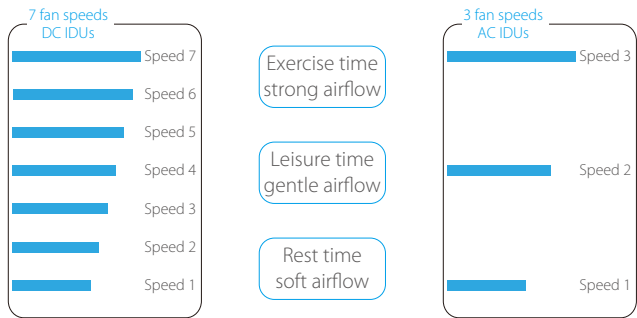 7 fan speeds
DC IDUs
Speed 7
Speed 6
Speed 5
Speed 4
Speed 3
Speed 2
Speed 1
Exercise time
strong airflow
Leisure time
gentle airflow
Rest time
soft airflow
3 fan speeds
AC IDUs
Speed 3
Speed 2
Speed 1